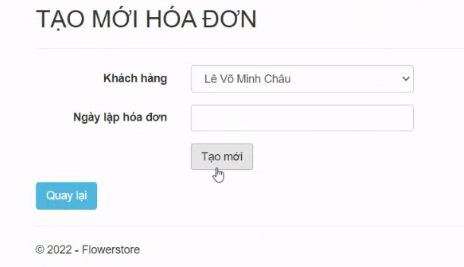 TẠO MỚI HÓA ĐƠN
Khách hàng
Lê Võ Minh Châu
Ngày lập hóa đơn
Tạo mới
Quay lại
© 2022 - Flowerstore